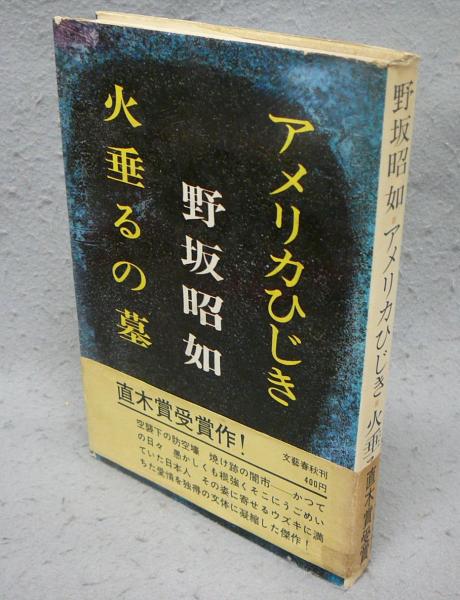 アメリカひじき
火垂るの墓
野坂昭如
直木賞受賞作!
文藝春秋刊
400円
空襲下の防空壕 焼け跡の闇市――かつて
の日々 愚かしくも根強くそこにうごめい
ていた日本人 その姿に寄せるウズキに満
ちた愛情を独得の文体に凝縮した傑作!
野坂昭如 アメリカひじき・火垂
直木賞受賞